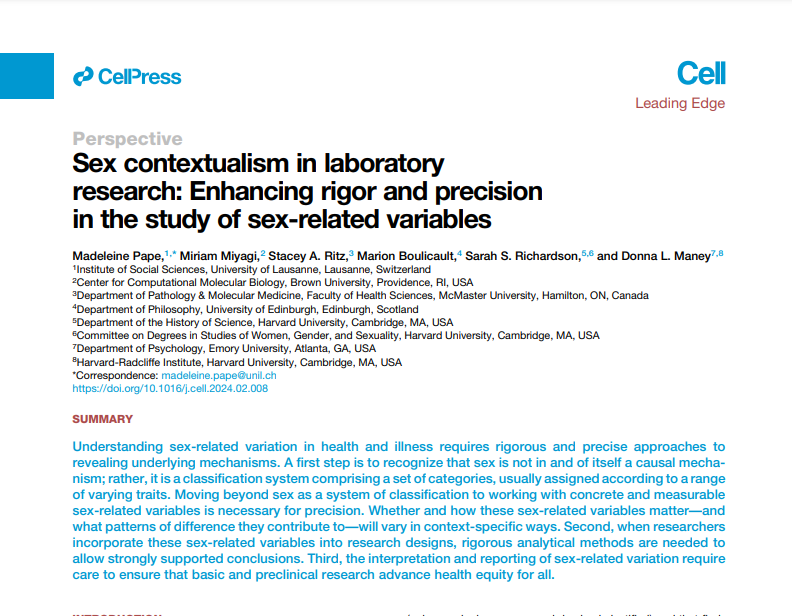 CellPress
Cell
Leading Edge
Perspective
Sex contextualism in laboratory
research: Enhancing rigor and precision
in the study of sex-related variables
Madeleine Pape,1,* Miriam Miyagi,2 Stacey A. Ritz,3 Marion Boulicault,4 Sarah S. Richardson,5,6 and Donna L. Maney7,8
1Institute of Social Sciences, University of Lausanne, Lausanne, Switzerland
2Center for Computational Molecular Biology, Brown University, Providence, RI, USA
3Department of Pathology & Molecular Medicine, Faculty of Health Sciences, McMaster University, Hamilton, ON, Canada
4Department of Philosophy, University of Edinburgh, Edinburgh, Scotland
5Department of the History of Science, Harvard University, Cambridge, MA, USA
6Committee on Degrees in Studies of Women, Gender, and Sexuality, Harvard University, Cambridge, MA, USA
7Department of Psychology, Emory University, Atlanta, GA, USA
8Harvard-Radcliffe Institute, Harvard University, Cambridge, MA, USA
*Correspondence: madeleine.pape@unil.ch
https://doi.org/10.1016/j.cell.2024.02.008
SUMMARY
Understanding sex-related variation in health and illness requires rigorous and precise approaches to
revealing underlying mechanisms. A first step is to recognize that sex is not in and of itself a causal mecha-
nism; rather, it is a classification system comprising a set of categories, usually assigned according to a range
of varying traits. Moving beyond sex as a system of classification to working with concrete and measurable
sex-related variables is necessary for precision. Whether and how these sex-related variables matter—and
what patterns of difference they contribute to—will vary in context-specific ways. Second, when researchers
incorporate these sex-related variables into research designs, rigorous analytical methods are needed to
allow strongly supported conclusions. Third, the interpretation and reporting of sex-related variation require
care to ensure that basic and preclinical research advance health equity for all.